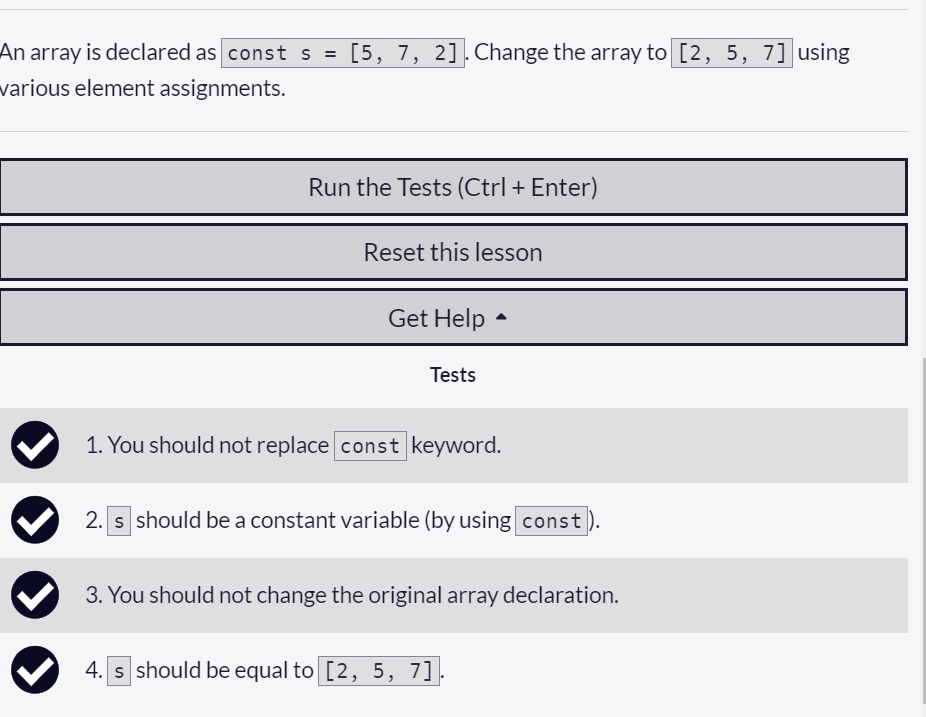 An array is declared as const s = [5, 7, 2]. Change the array to [2, 5, 7] using
various element assignments.
Run the Tests (Ctrl + Enter)
Reset this lesson
Get Help
Tests
1. You should not replace const keyword.
2. s should be a constant variable (by using const).
3. You should not change the original array declaration.
4. s should be equal to [2, 5, 7].